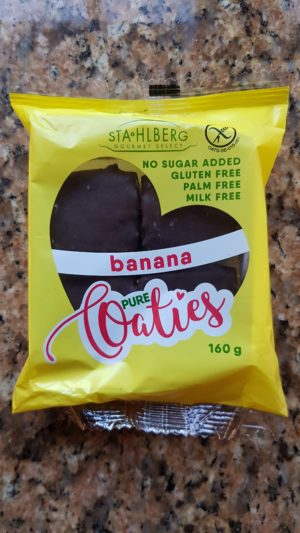 STAHLBERG
GOURMET SELECT
NO SUGAR ADDED
GLUTEN FREE
PALM FREE
MILK FREE
banana
PURE
Oaties
160 g